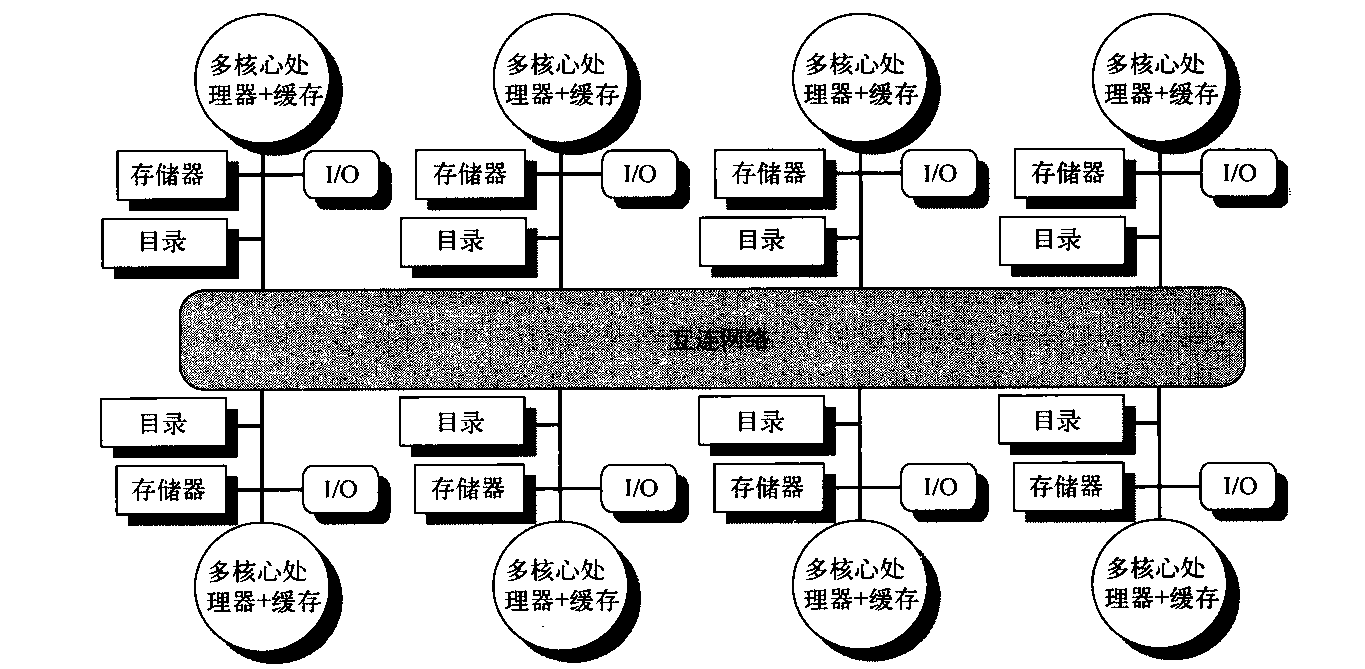 多核心处
理器+缓存
多核心处
理器+缓存
多核心处
理器+缓存
多核心处
理器+缓存
存储器
I/O
存储器
I/O
存储器
I/O
存储器
I/O
目录
目录
目录
目录
互连网络
目录
目录
目录
目录
存储器
I/O
存储器
I/O
存储器
I/O
存储器
I/O
多核心处
理器+缓存
多核心处
理器+缓存
多核心处
理器+缓存
多核心处
理器+缓存